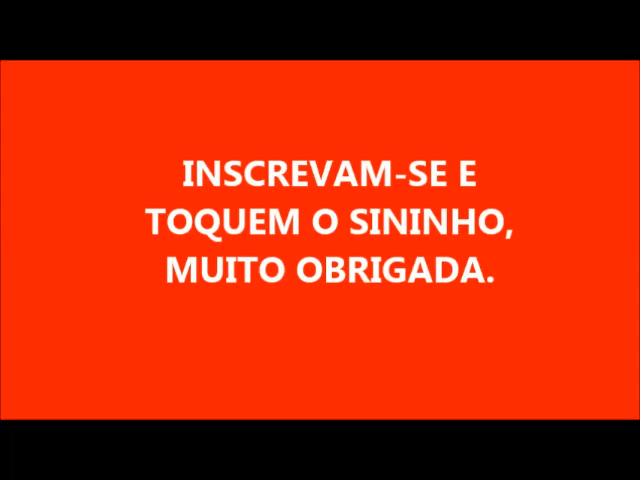 INSCREVAM-SE E
TOQUEM O SININHO,
MUITO OBRIGADA.